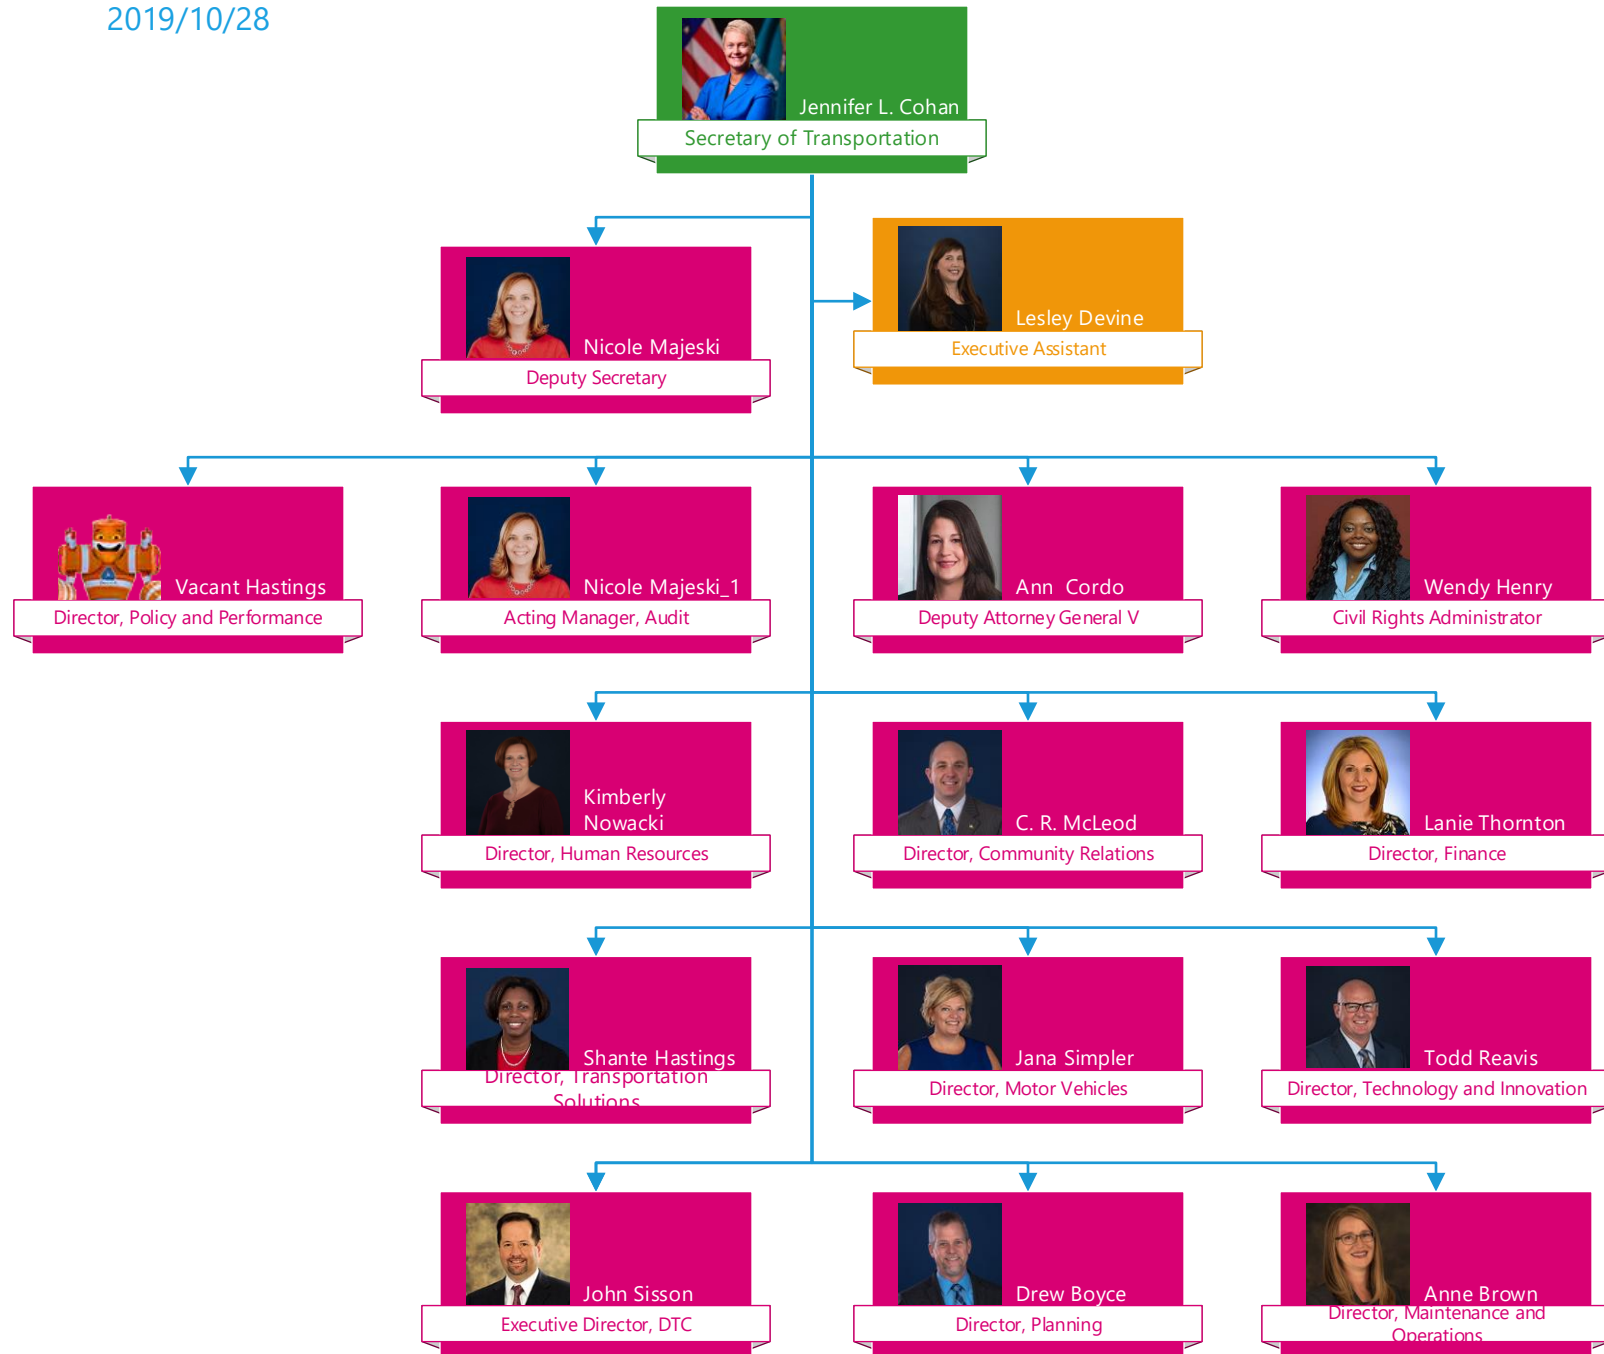 2019/10/28
Jennifer L. Cohan
Secretary of Transportation
Lesley Devine
Executive Assistant
Nicole Majeski
Deputy Secretary
Vacant Hastings
Director, Policy and Performance
Nicole Majeski_1
Acting Manager, Audit
Ann  Cordo
Deputy Attorney General V
Wendy Henry
Civil Rights Administrator
Kimberly
Nowacki
Director, Human Resources
C. R. McLeod
Director, Community Relations
Lanie Thornton
Director, Finance
Shante Hastings
Director, Transportation
Solutions
Jana Simpler
Director, Motor Vehicles
Todd Reavis
Director, Technology and Innovation
John Sisson
Executive Director, DTC
Drew Boyce
Director, Planning
Anne Brown
Director, Maintenance and
Operations